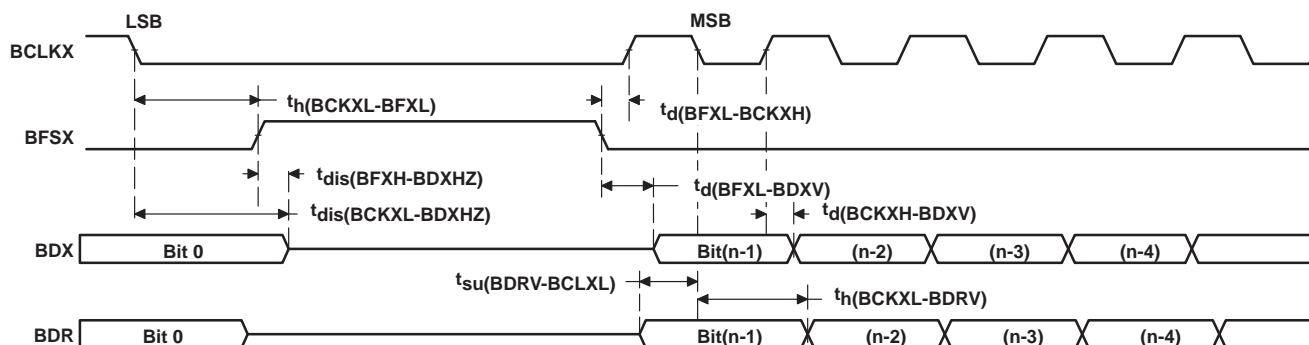 LSB MSB
BCLKX
th(BCKXL-BFXL) td(BFXL-BCKXH)
BFSX
tdis(BFXH-BDXHZ) td(BFXL-BDXV)
tdis(BCKXL-BDXHZ) td(BCKXH-BDXV)
BDX Bit 0 Bit(n-1) (n-2) (n-3) (n-4)
tsu(BDRV-BCLXL) th(BCKXL-BDRV)
BDR Bit 0 Bit(n-1) (n-2) (n-3) (n-4)